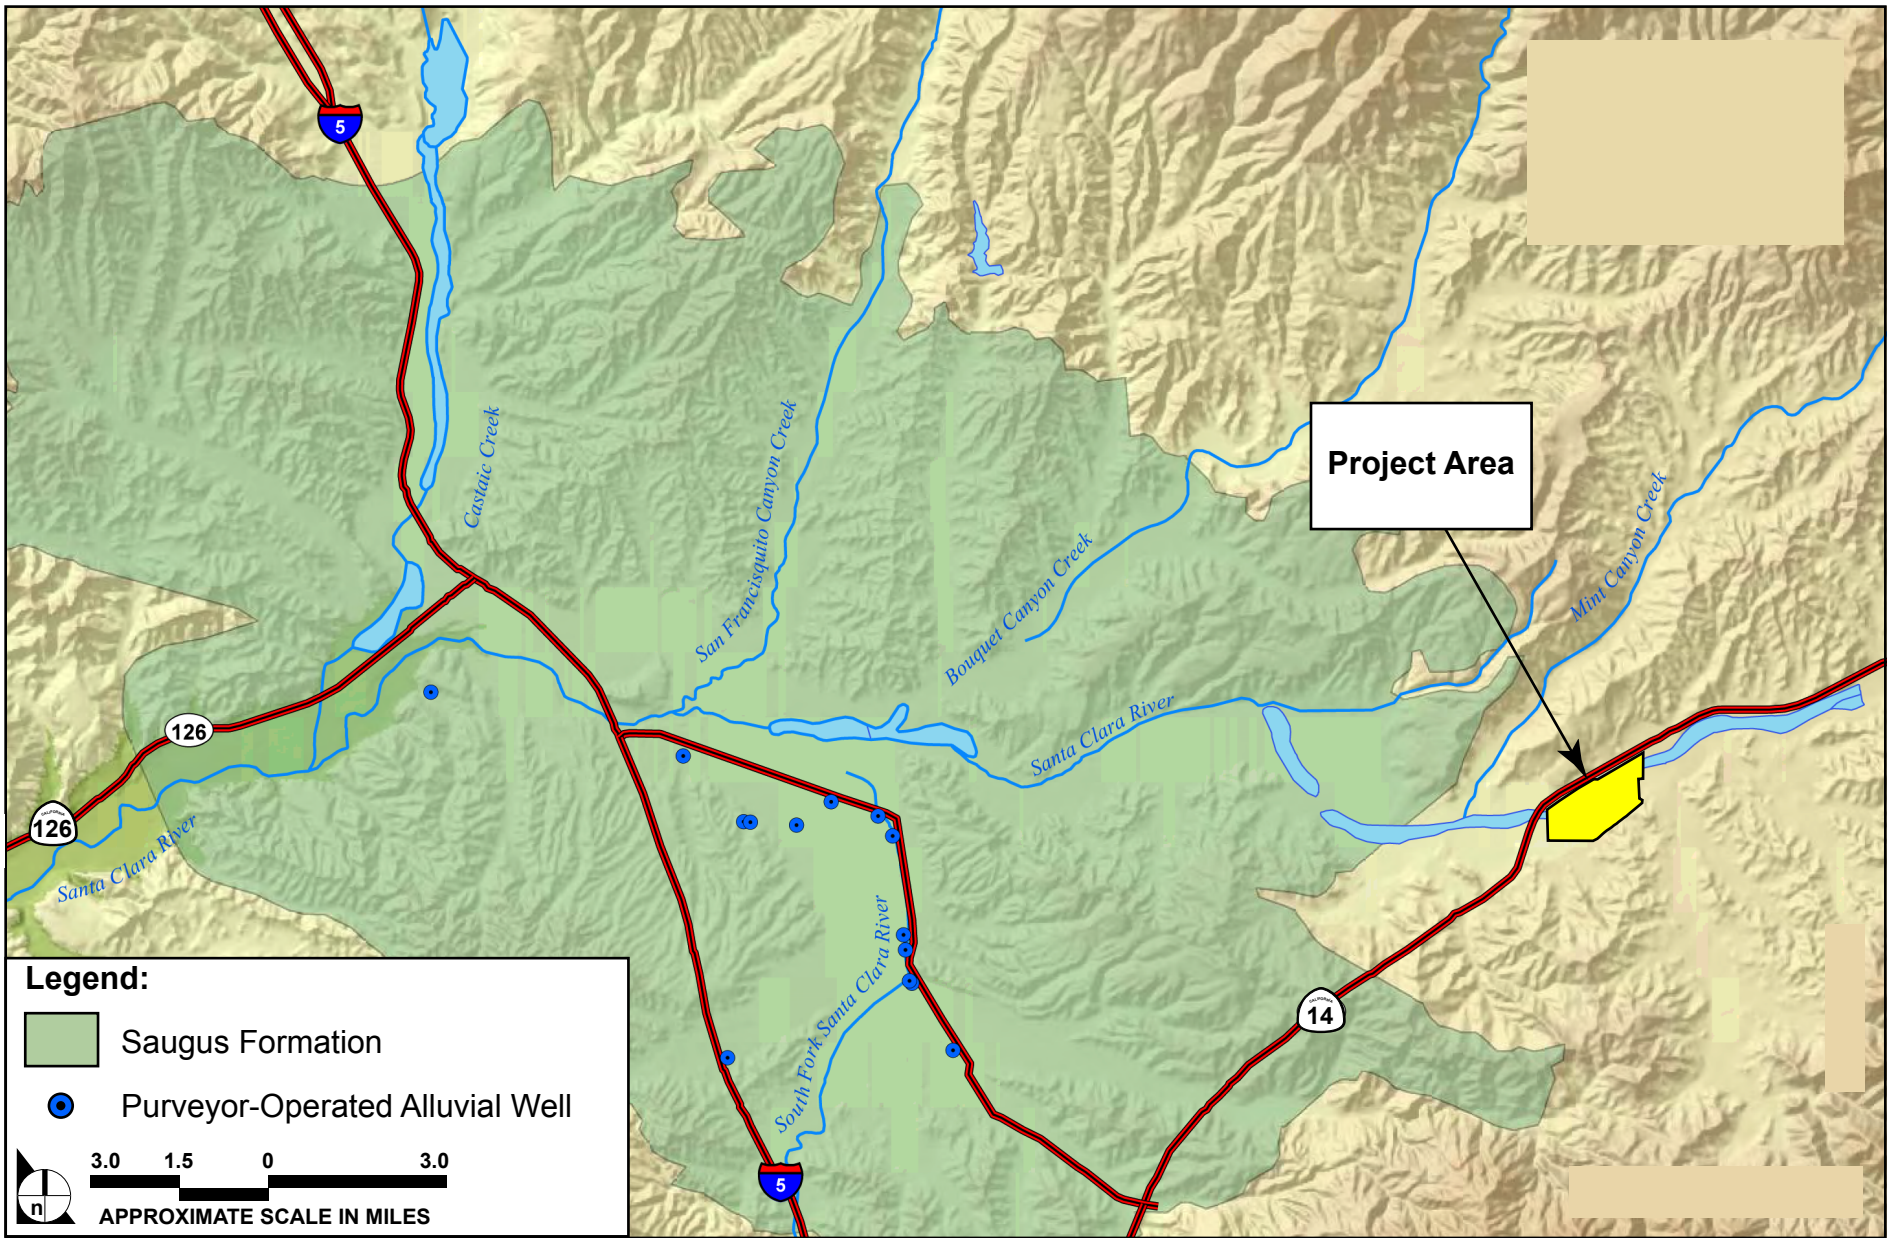 5
Castaic Creek
San Francisquito Canyon Creek
Bouquet Canyon Creek
Project Area
Mint Canyon Creek
126
CALIFORNIA
126
Santa Clara River
Santa Clara River
South Fork Santa Clara River
CALIFORNIA
14
5
Legend:
Saugus Formation
Purveyor-Operated Alluvial Well
3.0 1.5 0 3.0
n
APPROXIMATE SCALE IN MILES